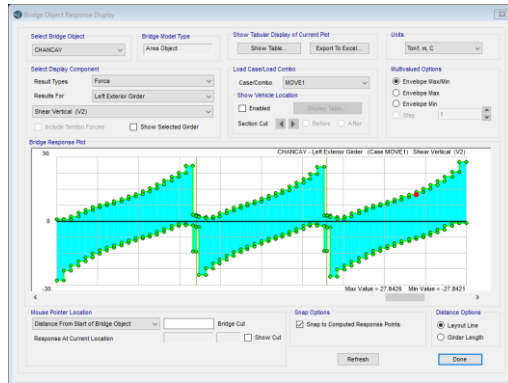 Bridge Object Response Display
Select Bridge Object
CHANCAY
Bridge Model Type
Area Object
Show Tabular Display of Current Plot
Show Table...
Export To Excel...
Units
Tonf, m, C
Select Display Component
Result Types
Force
Results For
Left Exterior Girder
Shear Vertical (V2)
Include Tendon Forces
Show Selected Girder
Load Case/Load Combo
Case/Combo
MOVE1
Show Vehicle Location
Enabled
Display Table...
Section Cut
Before
After
Multivalued Options
Envelope Max/Min
Envelope Max
Envelope Min
Step
1
Bridge Response Plot
30.
CHANCAY - Left Exterior Girder (Case MOVE1) Shear Vertical (V2)
0
-30.
Max Value = 27.8426 Min Value = -27.8421
Mouse Pointer Location
Distance From Start of Bridge Object
Bridge Cut
Response At Current Location
Show Cut
Snap Options
Snap to Computed Response Points
Distance Options
Layout Line
Girder Length
Refresh
Done